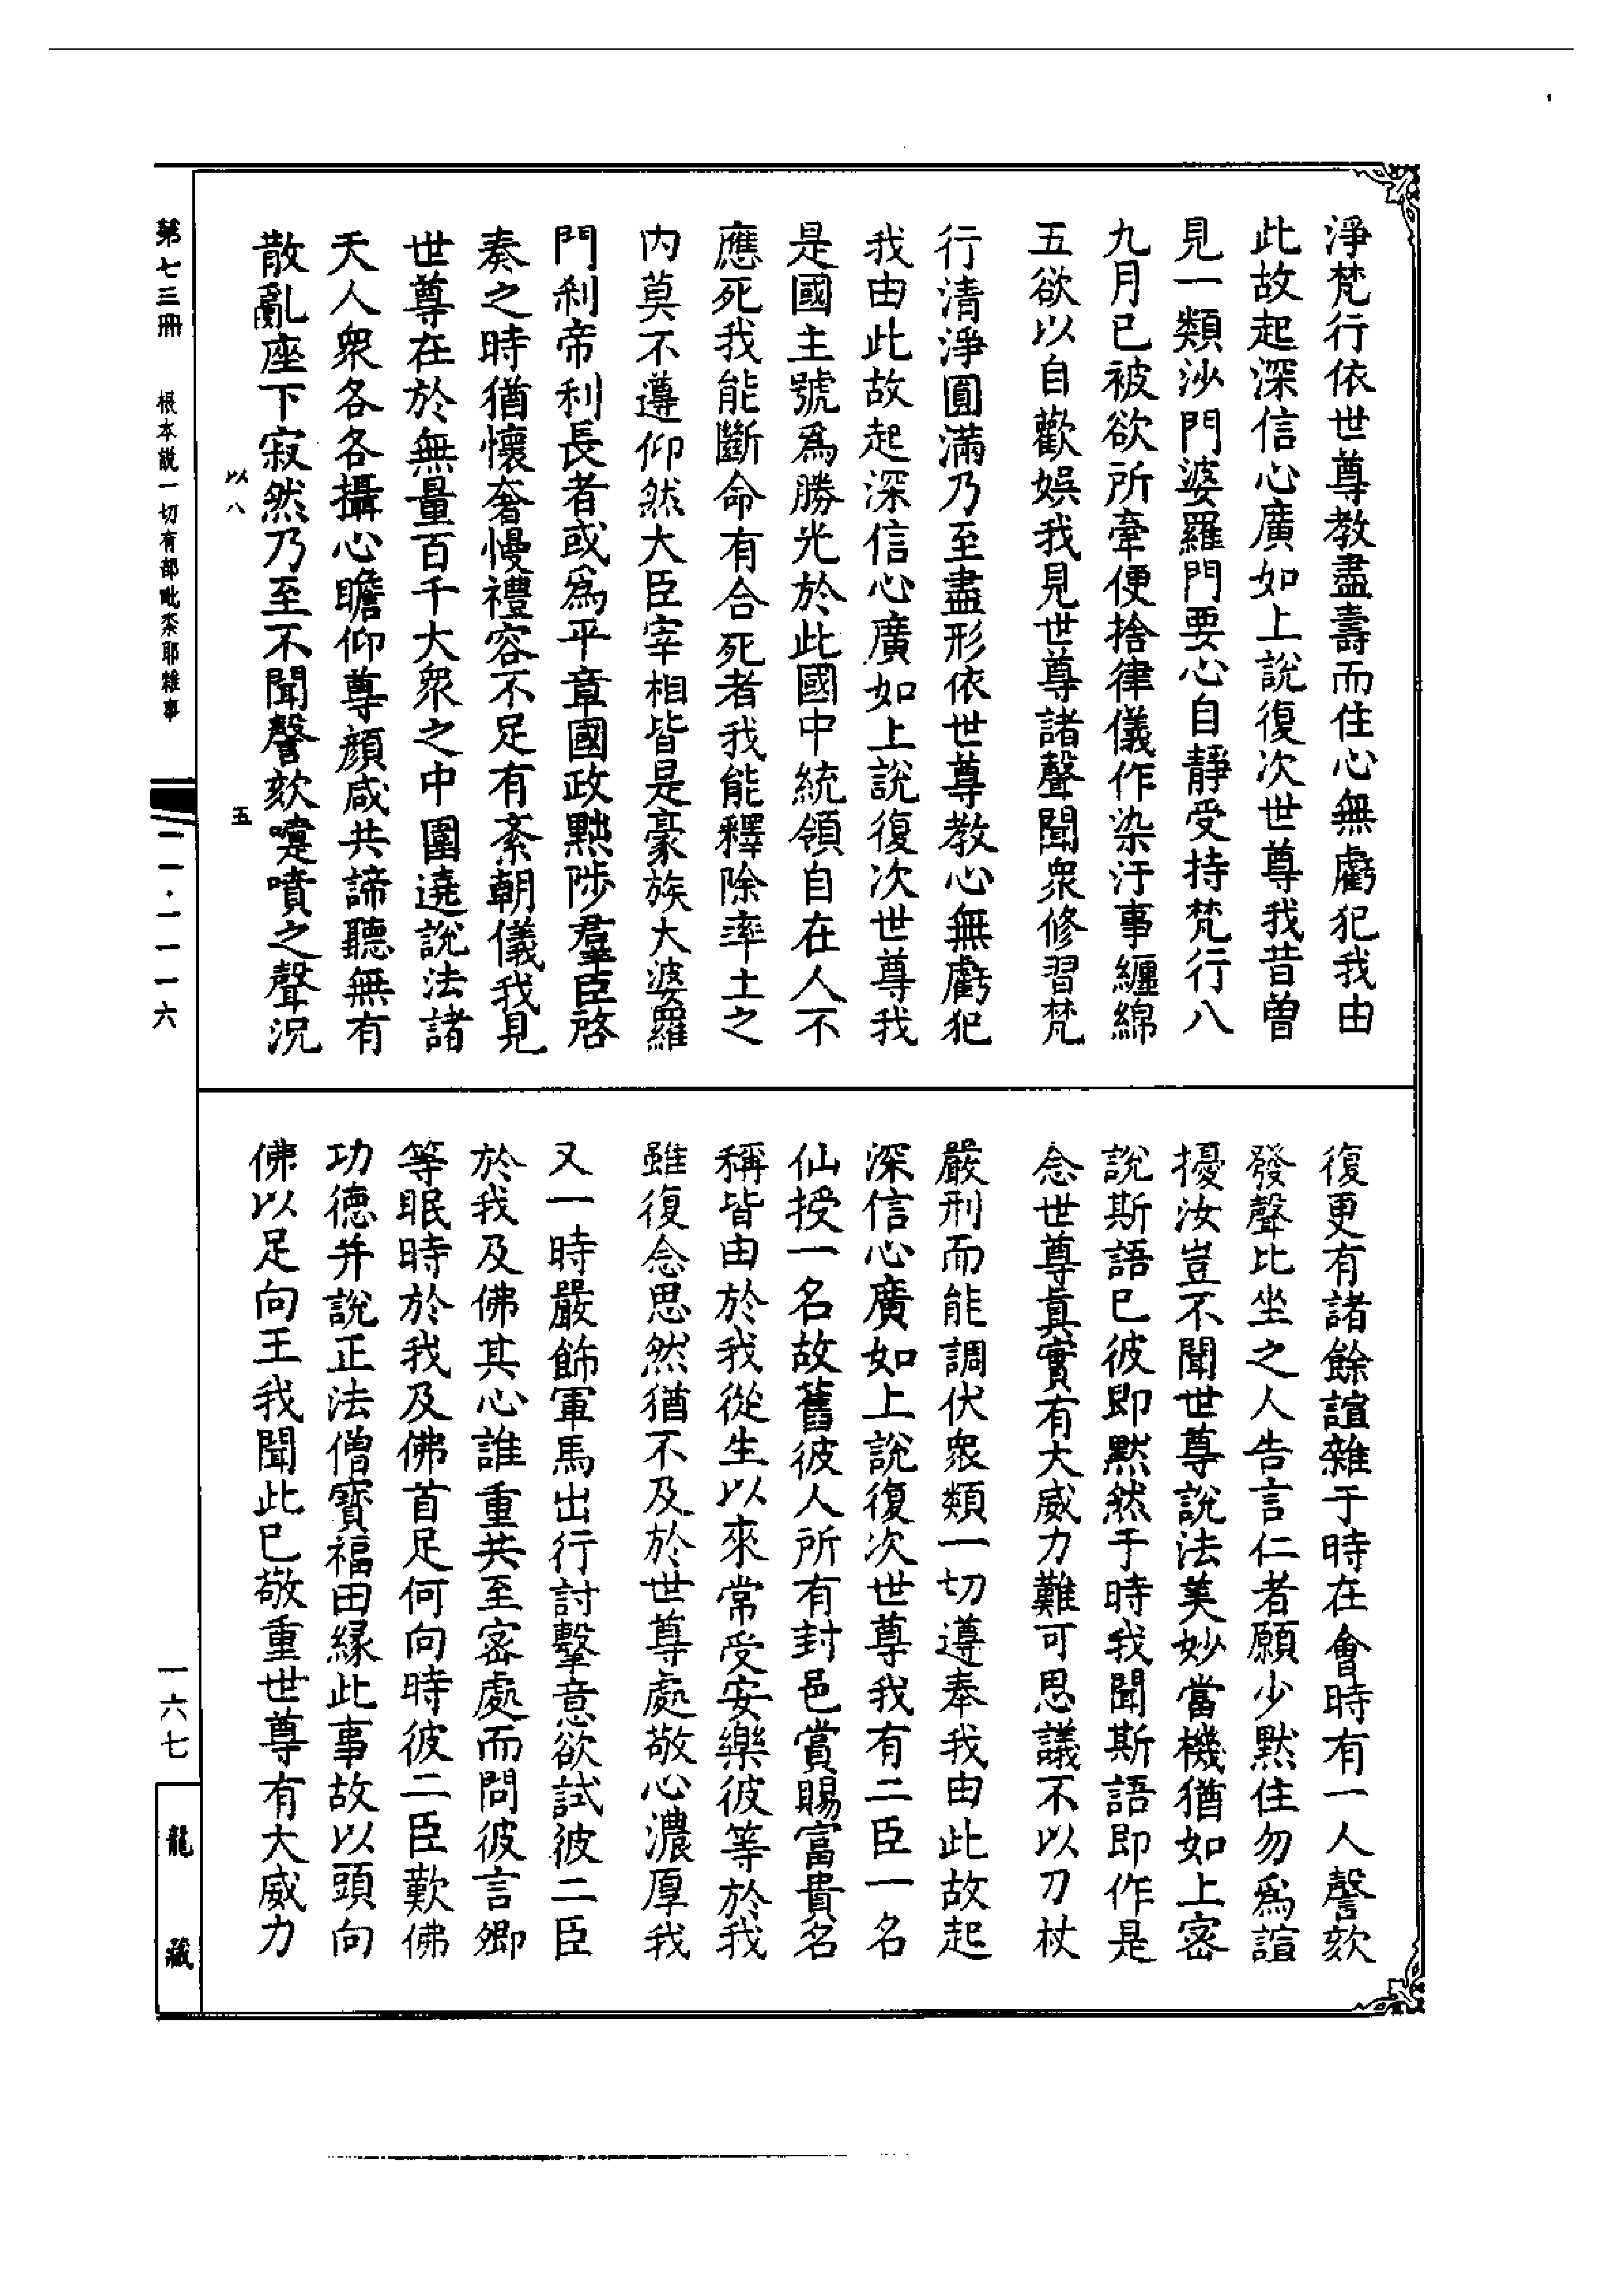 淨梵行依世尊教盡壽而住心無虧犯我由
此故起深信心廣如上說復次世尊我昔曽
見一類沙門婆羅門要心自靜受持梵行八
九月已被欲所牽便捨律儀作染汙事纏綿
五欲以自歡娛我見世尊諸聲聞衆修習梵
行清淨圓滿乃至盡形依世尊教心無虧犯
我由此故起深信心廣如上說復次世尊我
是國主號爲勝光於此國中統領自在人不
應死我能斷命有合死者我能釋除率土之
内莫不遵仰然大臣宰相皆是豪族大婆羅
門刹帝利長者或爲平章國政黜陟羣臣啓
奏之時猶懷奢慢禮容不足有紊朝儀我見
世尊在於無量百千大衆之中圍遶說法諸
天人衆各各攝心瞻仰尊顔咸共諦聽無有
散亂座下寂然乃至不聞謦欬嚏噴之聲況
以八
五
復更有諸餘諠雜于時在會時有一人謦欬
發聲比坐之人告言仁者願少默住勿爲諠
擾汝豈不聞世尊說法美妙當機猶如上密
說斯語已彼即默然于時我聞斯語即作是
念世尊真實有大威力難可思議不以刀杖
嚴刑而能調伏衆類一切遵奉我由此故起
深信心廣如上說復次世尊我有二臣一名
仙授一名故舊彼人所有封邑賞賜富貴名
稱皆由於我從生以來常受安樂彼等於我
雖復念思然猶不及於世尊處敬心濃厚我
又一時嚴飾軍馬出行討擊意欲試彼二臣
於我及佛其心誰重共至密處而問彼言卿
等眠時於我及佛首足何向時彼二臣歎佛
功德并說正法僧寶福田縁此事故以頭向
佛以足向王我聞此已敬重世尊有大威力
第七三冊 根本説一切有部毗奈耶雜事
一一·一一一六
一六七
龍藏